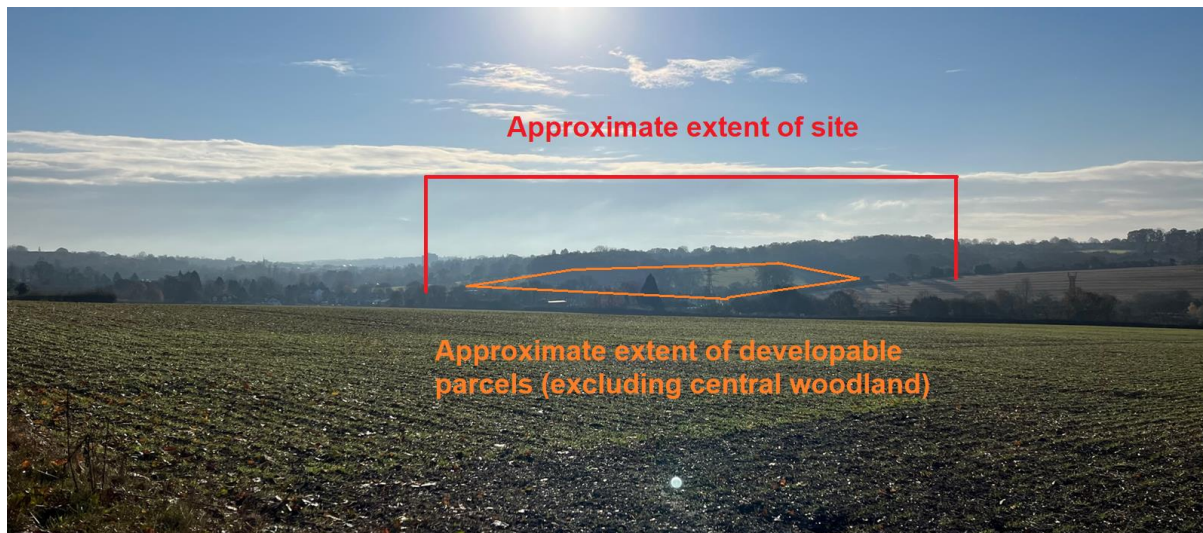 Approximate extent of site
Approximate extent of developable
parcels (excluding central woodland)